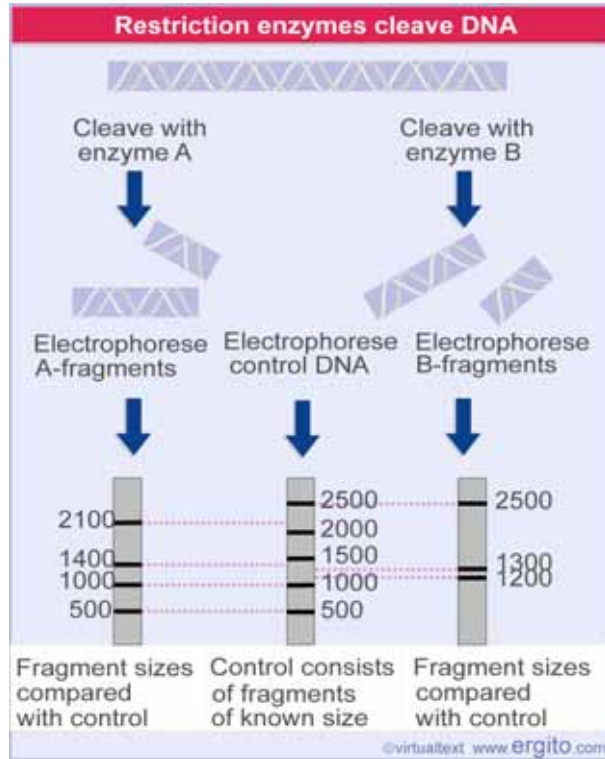 Restriction enzymes cleave DNA
Cleave with
enzyme A
Cleave with
enzyme B
Electrophorese
A-fragments
Electrophorese
control DNA
Electrophorese
B-fragments
2100
1400
1000
500
2500
2000
1500
1000
500
2500
1300
1200
Fragment sizes
compared
with control
Control consists
of fragments
of known size
Fragment sizes
compared
with control
©virtualtext www.ergito.com